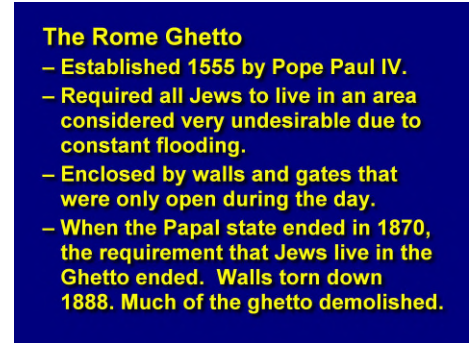 The Rome Ghetto
– Established 1555 by Pope Paul IV.
– Required all Jews to live in an area
considered very undesirable due to
constant flooding.
– Enclosed by walls and gates that
were only open during the day.
– When the Papal state ended in 1870,
the requirement that Jews live in the
Ghetto ended.  Walls torn down
1888. Much of the ghetto demolished.